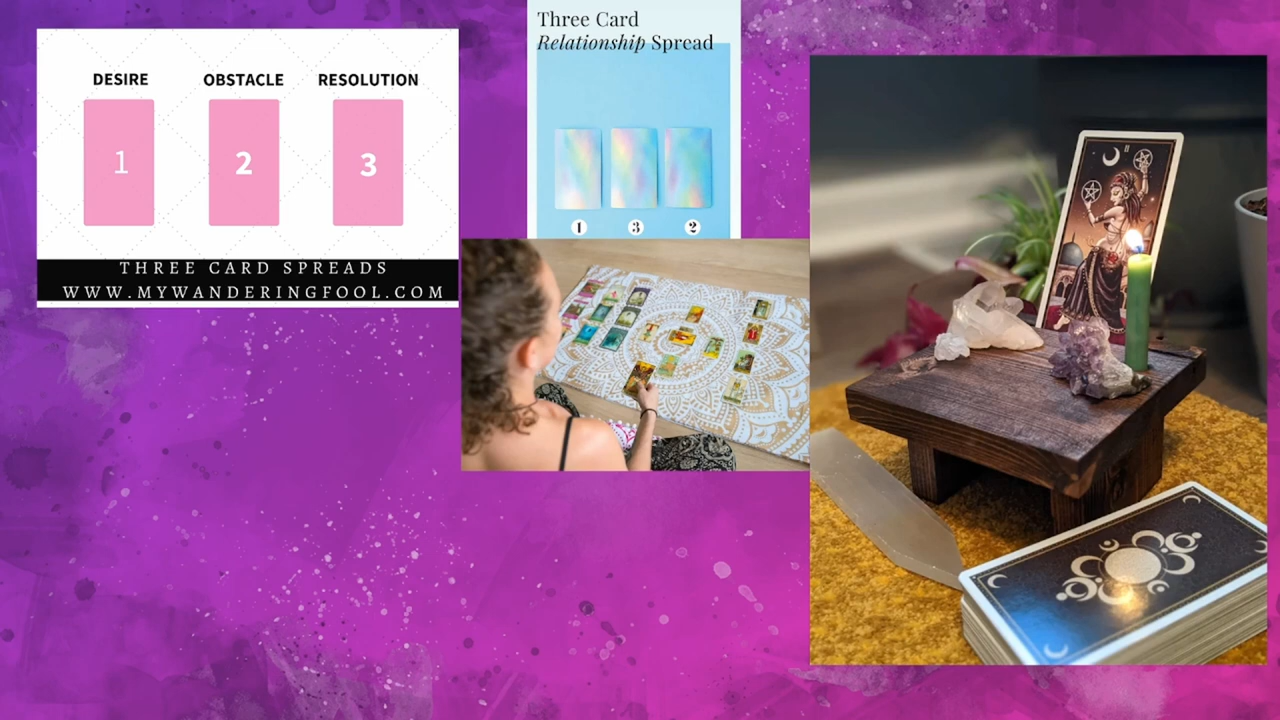 DESIRE OBSTACLE RESOLUTION
1 2 3
THREE CARD SPREADS
WWW.MYWANDERINGFOOL.COM
Three Card
Relationship Spread
1 3 2
II